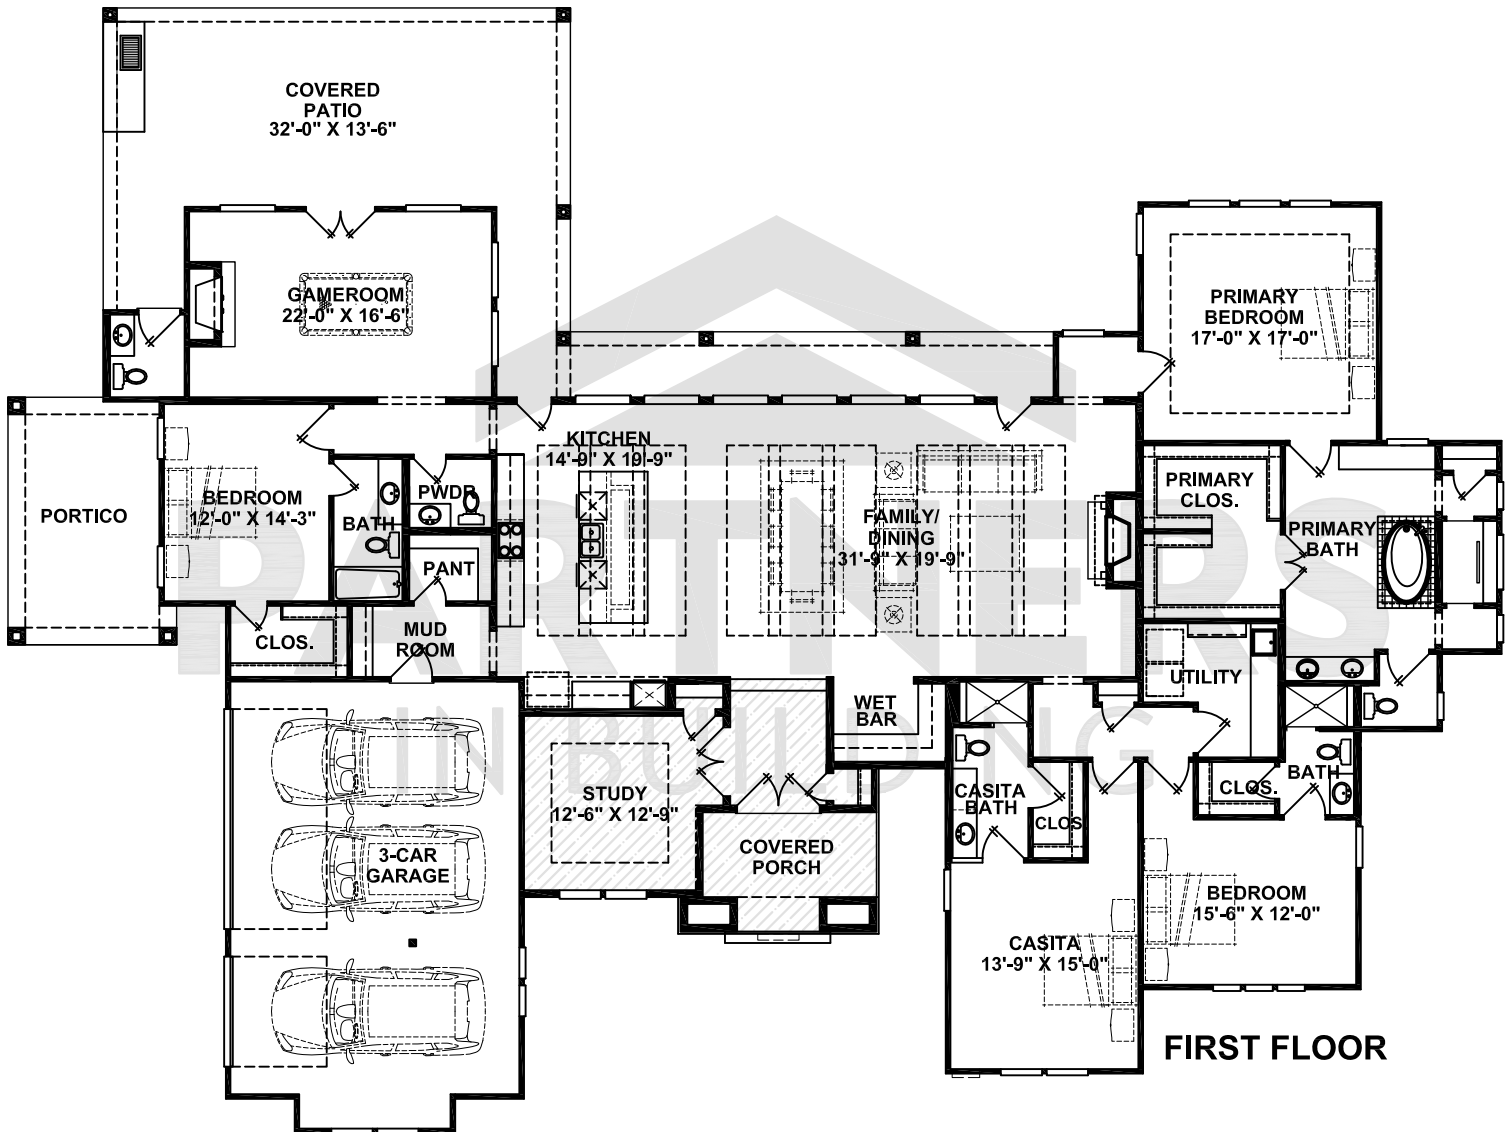 COVERED
PATIO
32'-0" X 13'-6"
GAMEROOM
22'-0" X 16'-6"
PRIMARY
BEDROOM
17'-0" X 17'-0"
KITCHEN
14'-9" X 19'-9"
PORTICO
BEDROOM
12'-0" X 14'-3"
BATH
PWDR
PANT
FAMILY/
DINING
31'-9" X 19'-9"
PRIMARY
CLOS.
PRIMARY
BATH
CLOS.
MUD
ROOM
UTILITY
WET
BAR
STUDY
12'-6" X 12'-9"
CASITA
BATH
CLOS
CLOS.
BATH
3-CAR
GARAGE
COVERED
PORCH
BEDROOM
15'-6" X 12'-0"
CASITA
13'-9" X 15'-0"
FIRST FLOOR
PARTNERS
IN BUILDING